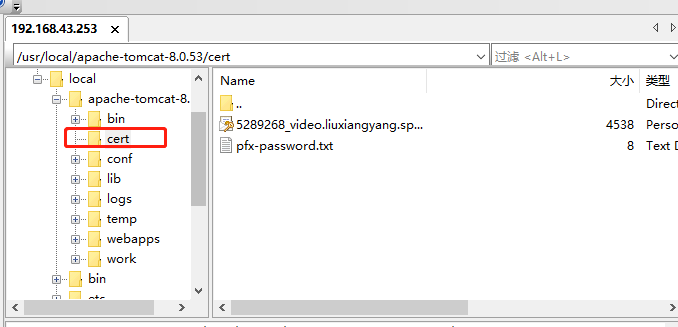 192.168.43.253
/usr/local/apache-tomcat-8.0.53/cert
过滤 <Alt+L>
local
apache-tomcat-8.
bin
cert
conf
lib
logs
temp
webapps
work
bin
etc
Name 大小 类型
.. Direc
5289268_video.liuxiangyang.sp... 4538 Perso
pfx-password.txt 8 Text D